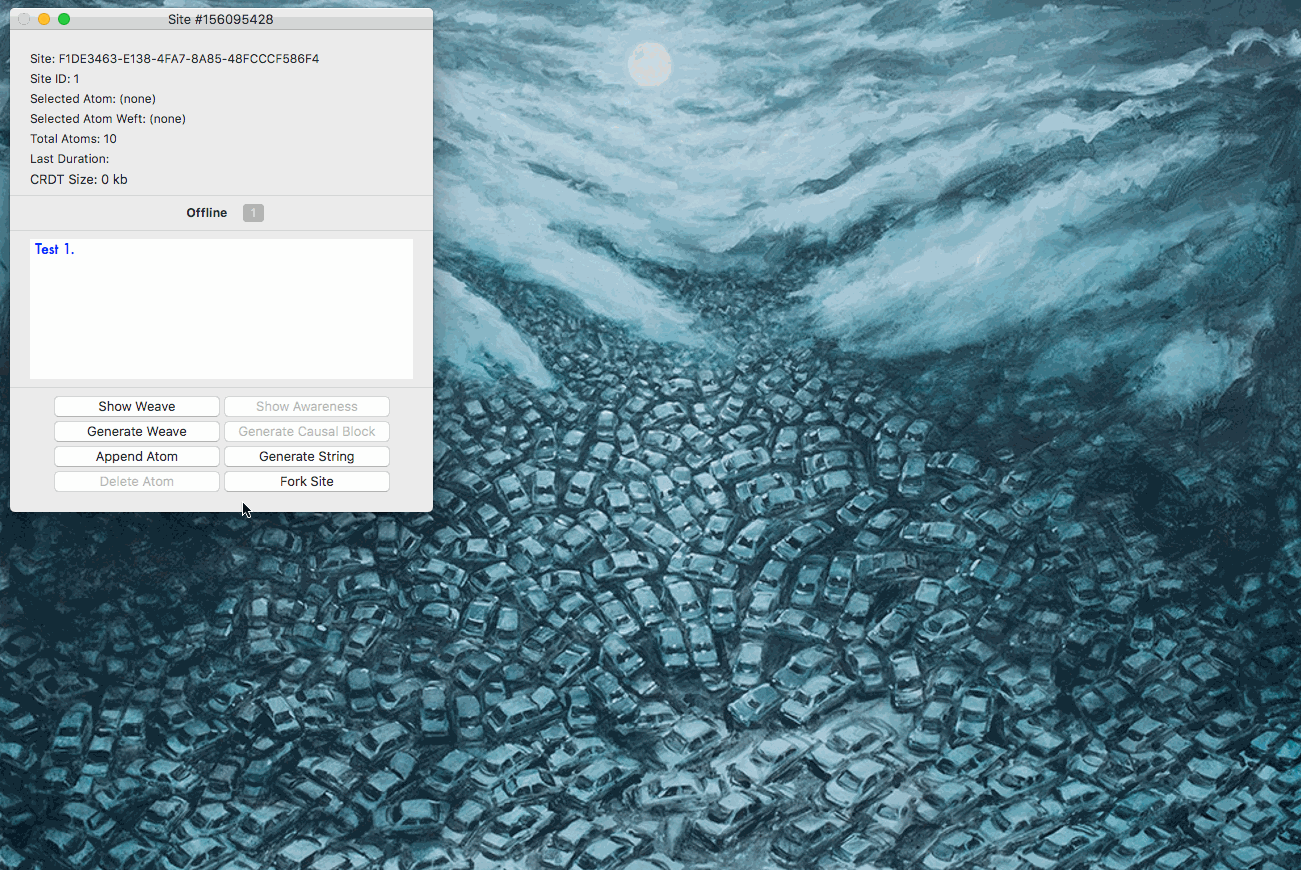 Site #156095428
Site: F1DE3463-E138-4FA7-8A85-48FCCCF586F4
Site ID: 1
Selected Atom: (none)
Selected Atom Weft: (none)
Total Atoms: 10
Last Duration:
CRDT Size: 0 kb
Offline 1
Test 1.
Show Weave Show Awareness
Generate Weave Generate Causal Block
Append Atom Generate String
Delete Atom Fork Site